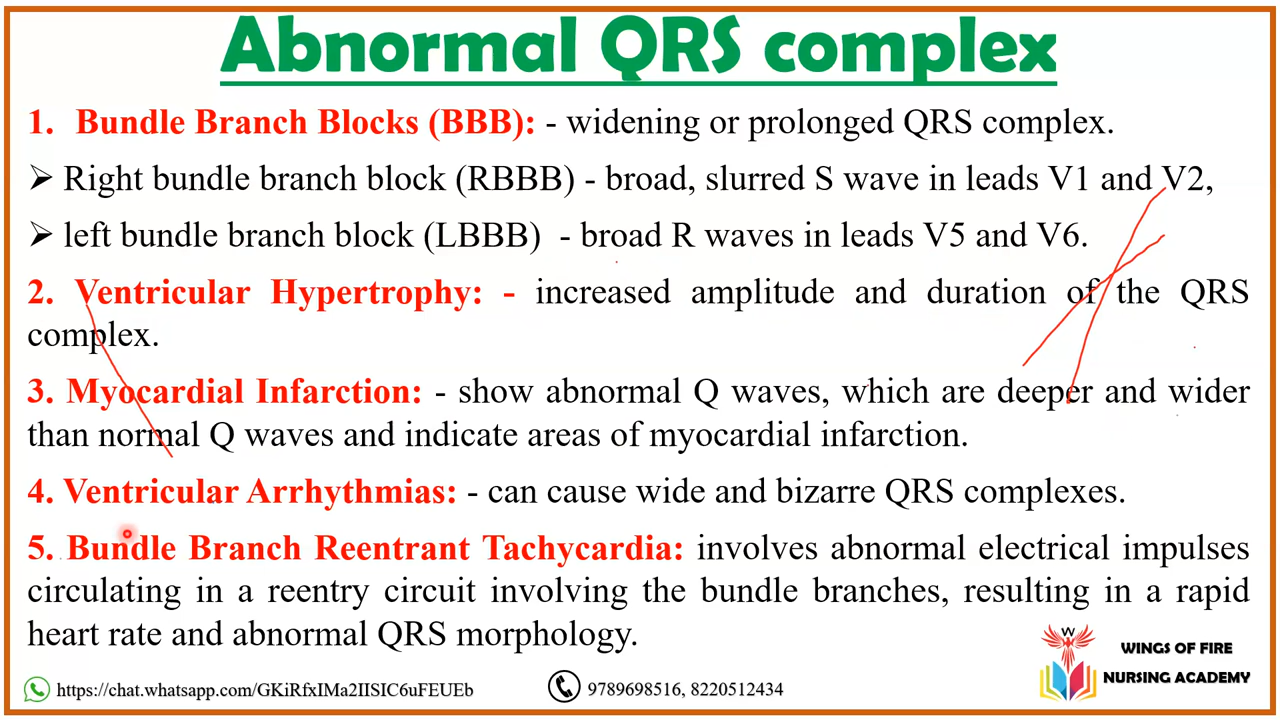 Abnormal QRS complex
1. Bundle Branch Blocks (BBB): - widening or prolonged QRS complex.
➢ Right bundle branch block (RBBB) - broad, slurred S wave in leads V1 and V2,
➢ left bundle branch block (LBBB) - broad R waves in leads V5 and V6.
2. Ventricular Hypertrophy: - increased amplitude and duration of the QRS
complex.
3. Myocardial Infarction: - show abnormal Q waves, which are deeper and wider
than normal Q waves and indicate areas of myocardial infarction.
4. Ventricular Arrhythmias: - can cause wide and bizarre QRS complexes.
5. Bundle Branch Reentrant Tachycardia: involves abnormal electrical impulses
circulating in a reentry circuit involving the bundle branches, resulting in a rapid
heart rate and abnormal QRS morphology.
https://chat.whatsapp.com/GKiRfxIMa2IISIC6uFEUEb
9789698516, 8220512434
W
WINGS OF FIRE
NURSING ACADEMY